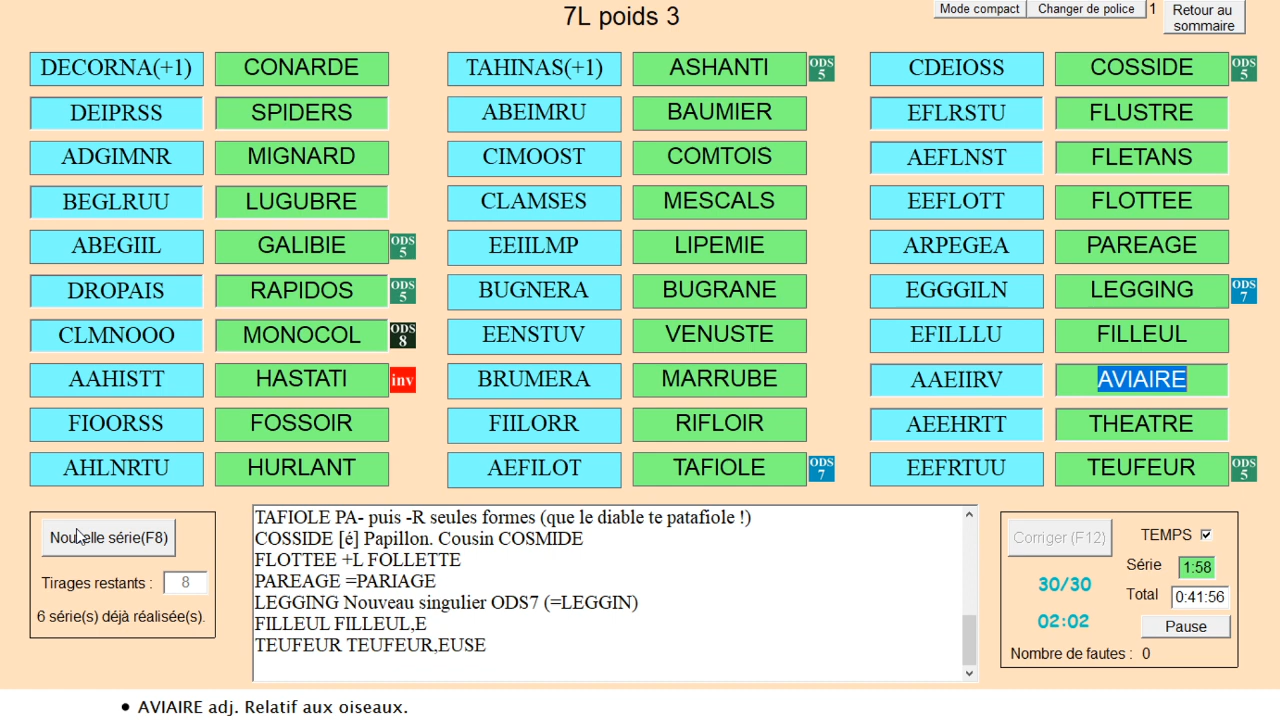 7L poids 3
Mode compact Changer de police 1 Retour au sommaire
DECORNA(+1) CONARDE TAHINAS(+1) ASHANTI ODS 5 CDEIOSS COSSIDE ODS 5
DEIPRSS SPIDERS ABEIMRU BAUMIER EFLRSTU FLUSTRE
ADGIMNR MIGNARD CIMOOST COMTOIS AEFLNST FLETANS
BEGLRUU LUGUBRE CLAMSES MESCALS EEFLOTT FLOTTEE
ABEGIIL GALIBIE ODS 5 EEIILMP LIPEMIE ARPEGEA PAREAGE
DROPAIS RAPIDOS ODS 5 BUGNERA BUGRANE EGGGILN LEGGING ODS 7
CLMNOOO MONOCOL ODS 8 EENSTUV VENUSTE EFILLLU FILLEUL
AAHISTT HASTATI inv BRUMERA MARRUBE AAEIIRV AVIAIRE
FIOORSS FOSSOIR FIILORR RIFLOIR AEEHRTT THEATRE
AHLNRTU HURLANT AEFILOT TAFIOLE ODS 7 EEFRTUU TEUFEUR ODS 5
Nouvelle série(F8)
Tirages restants : 8
6 série(s) déjà réalisée(s).
TAFIOLE PA- puis -R seules formes (que le diable te patafiole !)
COSSIDE [é] Papillon. Cousin COSMIDE
FLOTTEE +L FOLLETTE
PAREAGE =PARIAGE
LEGGING Nouveau singulier ODS7 (=LEGGIN)
FILLEUL FILLEUL,E
TEUFEUR TEUFEUR,EUSE
Corriger (F12) TEMPS
Série 1:58
30/30
Total 0:41:56
02:02
Pause
Nombre de fautes : 0
• AVIAIRE adj. Relatif aux oiseaux.